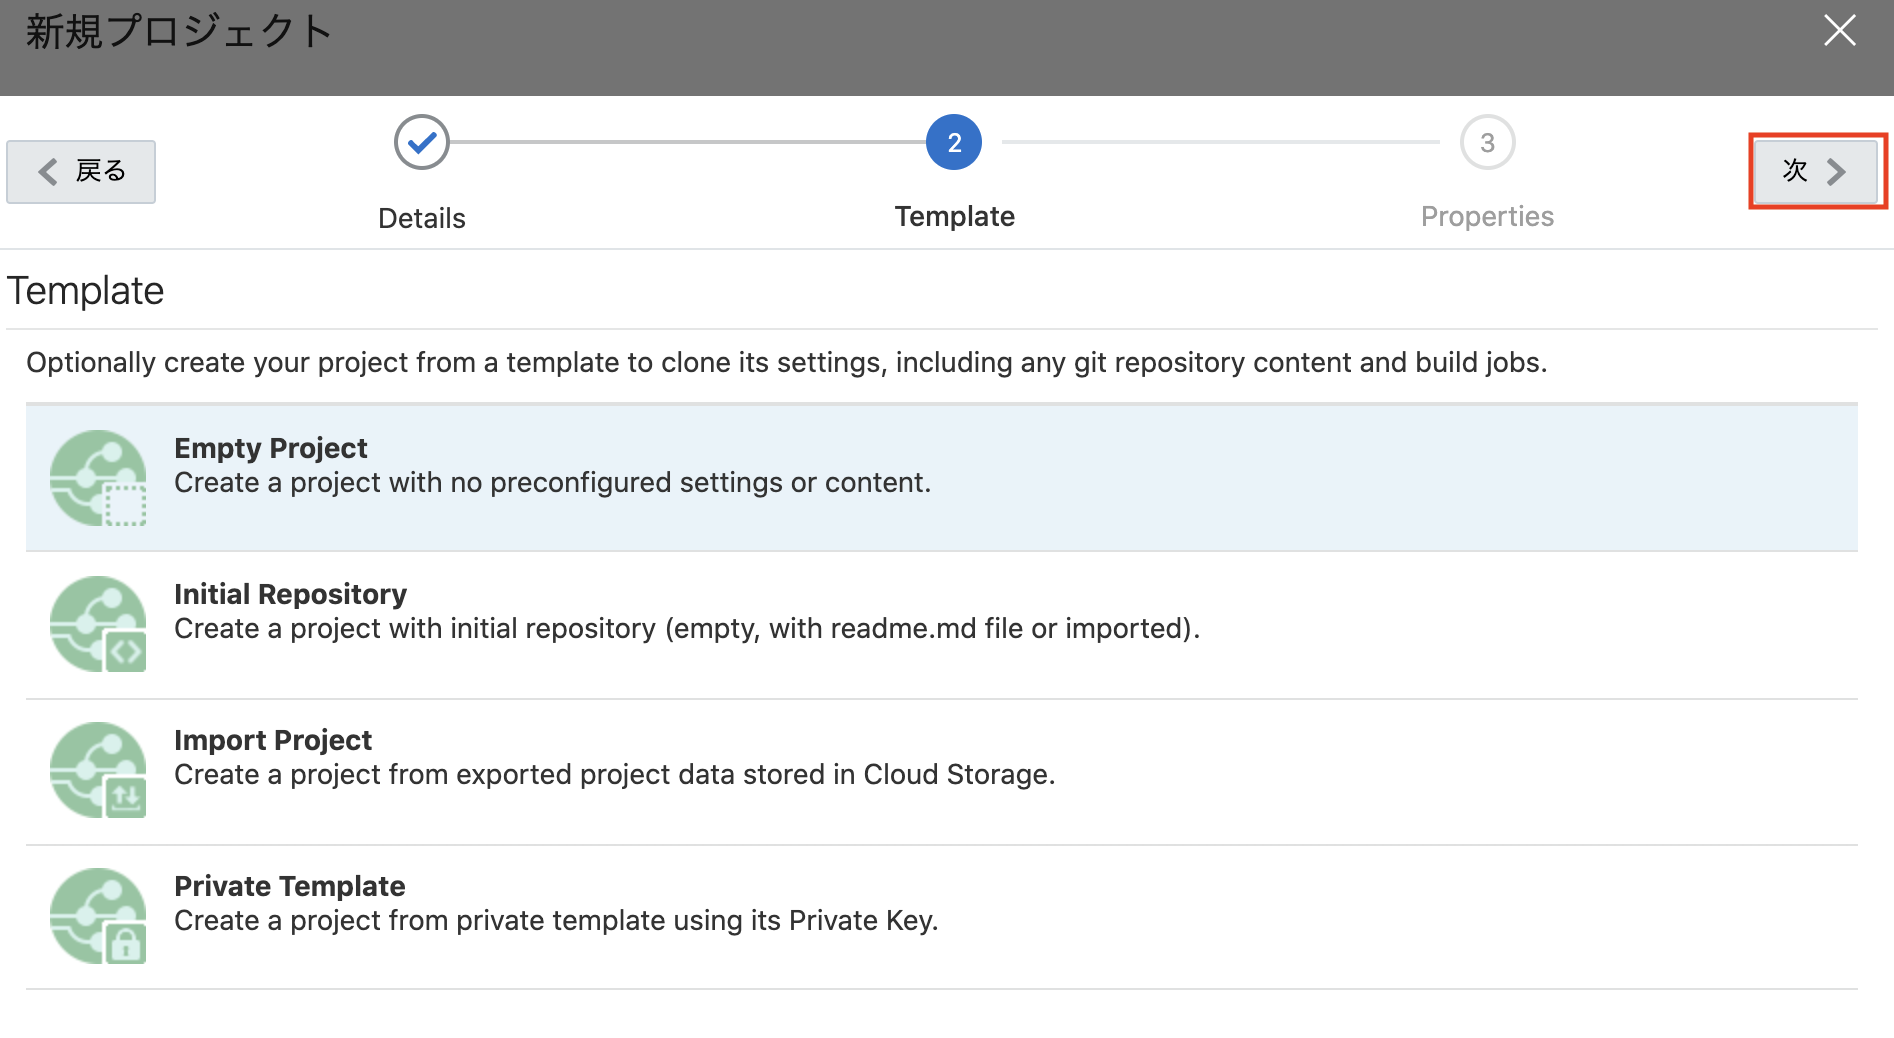 新規プロジェクト
戻る
2
3
次
Details
Template
Properties
Template
Optionally create your project from a template to clone its settings, including any git repository content and build jobs.
Empty Project
Create a project with no preconfigured settings or content.
Initial Repository
Create a project with initial repository (empty, with readme.md file or imported).
Import Project
Create a project from exported project data stored in Cloud Storage.
Private Template
Create a project from private template using its Private Key.